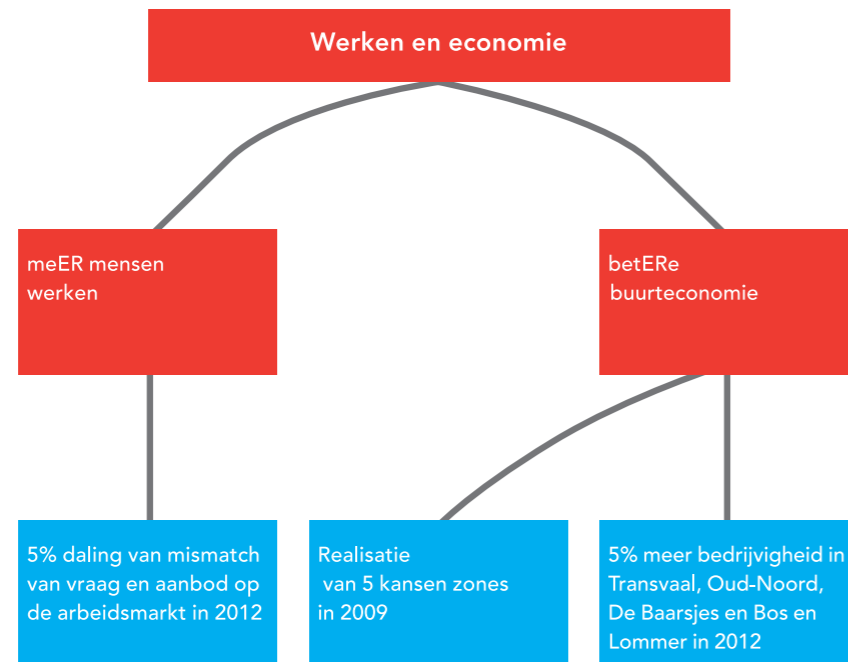 Werken en economie
meER mensen
werken
betERe
buurteconomie
5% daling van mismatch
van vraag en aanbod op
de arbeidsmarkt in 2012
Realisatie
van 5 kansen zones
in 2009
5% meer bedrijvigheid in
Transvaal, Oud-Noord,
De Baarsjes en Bos en
Lommer in 2012